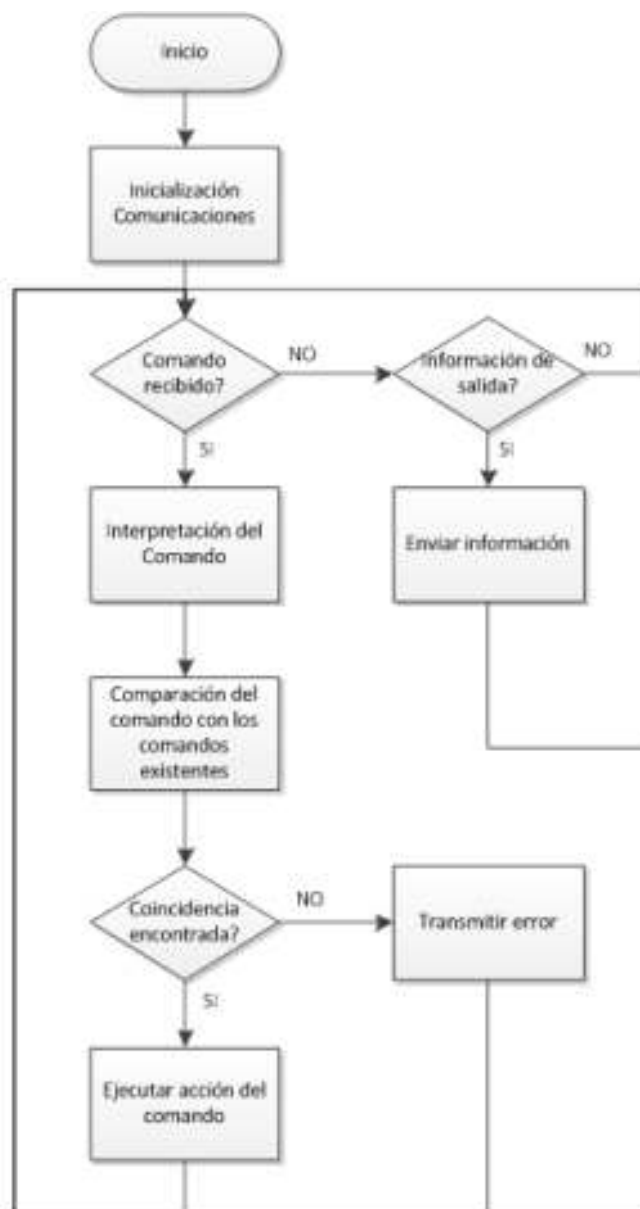 Inicio
Inicialización
Comunicaciones
Comando
recibido?
NO
Información de
salida?
NO
SI
SI
Interpretación del
Comando
Enviar información
Comparación del
comando con los
comandos
existentes
Coincidencia
encontrada?
NO
Transmitir error
SI
Ejecutar acción del
comando